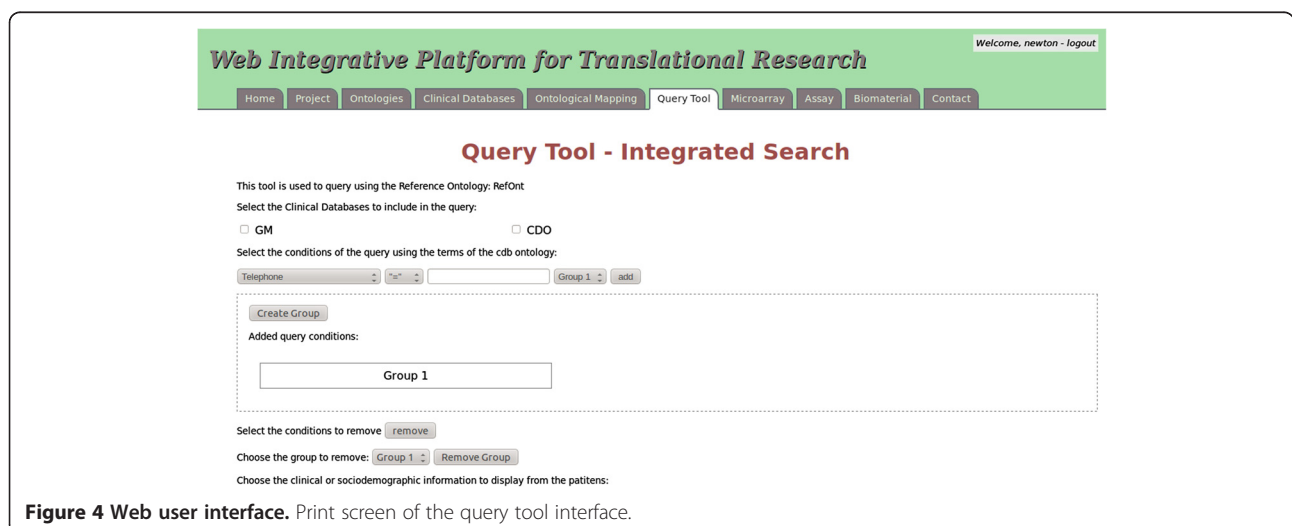 Welcome, newton - logout
Web Integrative Platform for Translational Research
Home Project Ontologies Clinical Databases Ontological Mapping Query Tool Microarray Assay Biomaterial Contact
Query Tool - Integrated Search
This tool is used to query using the Reference Ontology: RefOnt
Select the Clinical Databases to include in the query:
GM CDO
Select the conditions of the query using the terms of the cdb ontology:
Telephone "=" Group 1 add
Create Group
Added query conditions:
Group 1
Select the conditions to remove remove
Choose the group to remove: Group 1 Remove Group
Choose the clinical or sociodemographic information to display from the patitens:
Figure 4 Web user interface. Print screen of the query tool interface.